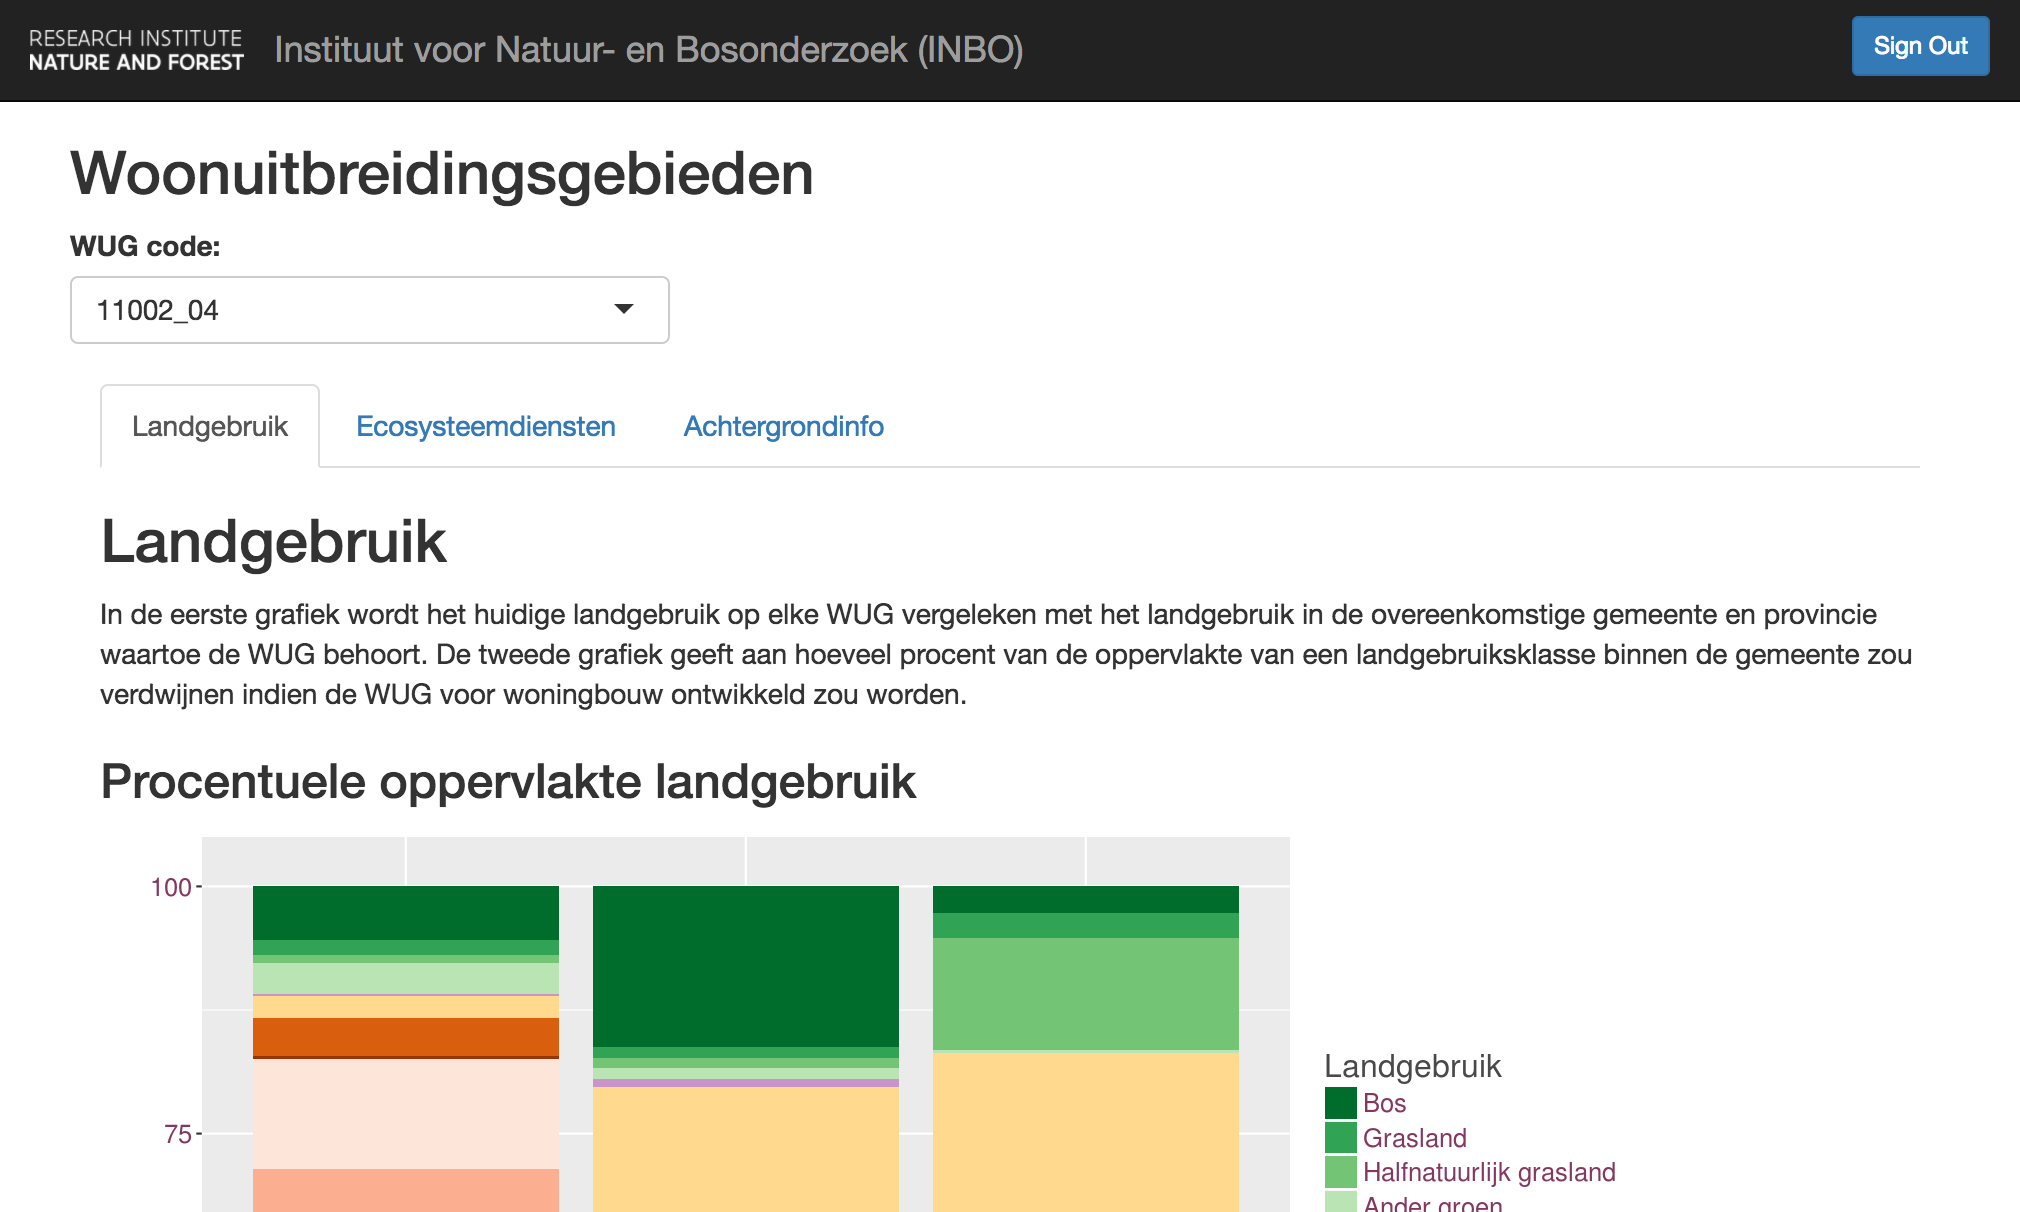 RESEARCH INSTITUTE
NATURE AND FOREST
Instituut voor Natuur- en Bosonderzoek (INBO)
Sign Out
Woonuitbreidingsgebieden
WUG code:
11002_04
Landgebruik
Ecosysteemdiensten
Achtergrondinfo
Landgebruik
In de eerste grafiek wordt het huidige landgebruik op elke WUG vergeleken met het landgebruik in de overeenkomstige gemeente en provincie
waartoe de WUG behoort. De tweede grafiek geeft aan hoeveel procent van de oppervlakte van een landgebruiksklasse binnen de gemeente zou
verdwijnen indien de WUG voor woningbouw ontwikkeld zou worden.
Procentuele oppervlakte landgebruik
100
75
Landgebruik
Bos
Grasland
Halfnatuurlijk grasland
Ander groen